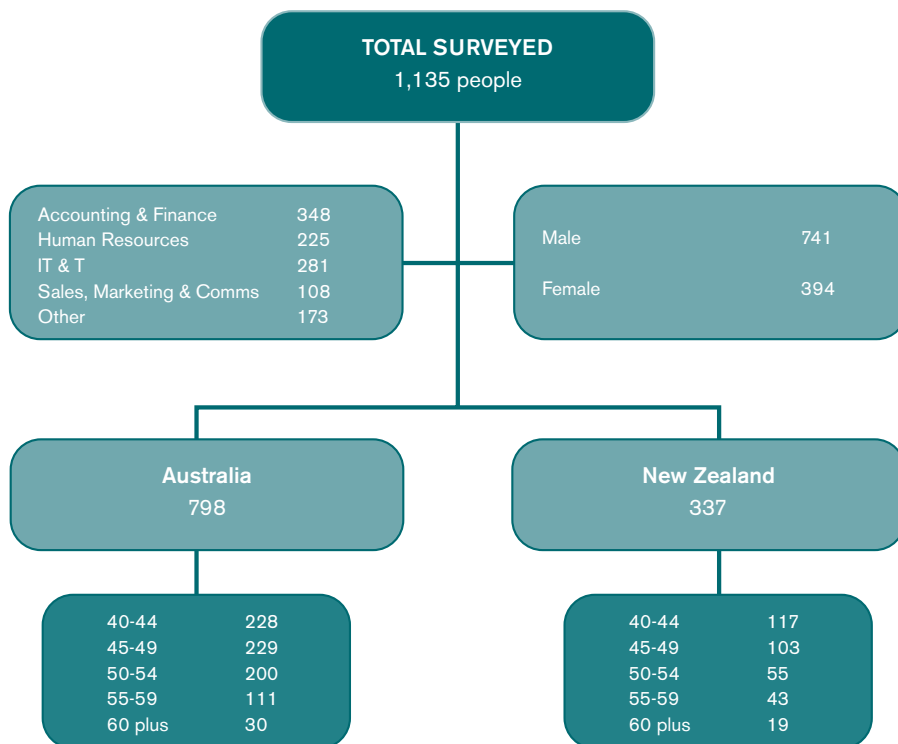 TOTAL SURVEYED
1,135 people
Accounting & Finance 348
Human Resources 225
IT & T 281
Sales, Marketing & Comms 108
Other 173
Male 741
Female 394
Australia
798
New Zealand
337
40-44 228
45-49 229
50-54 200
55-59 111
60 plus 30
40-44 117
45-49 103
50-54 55
55-59 43
60 plus 19